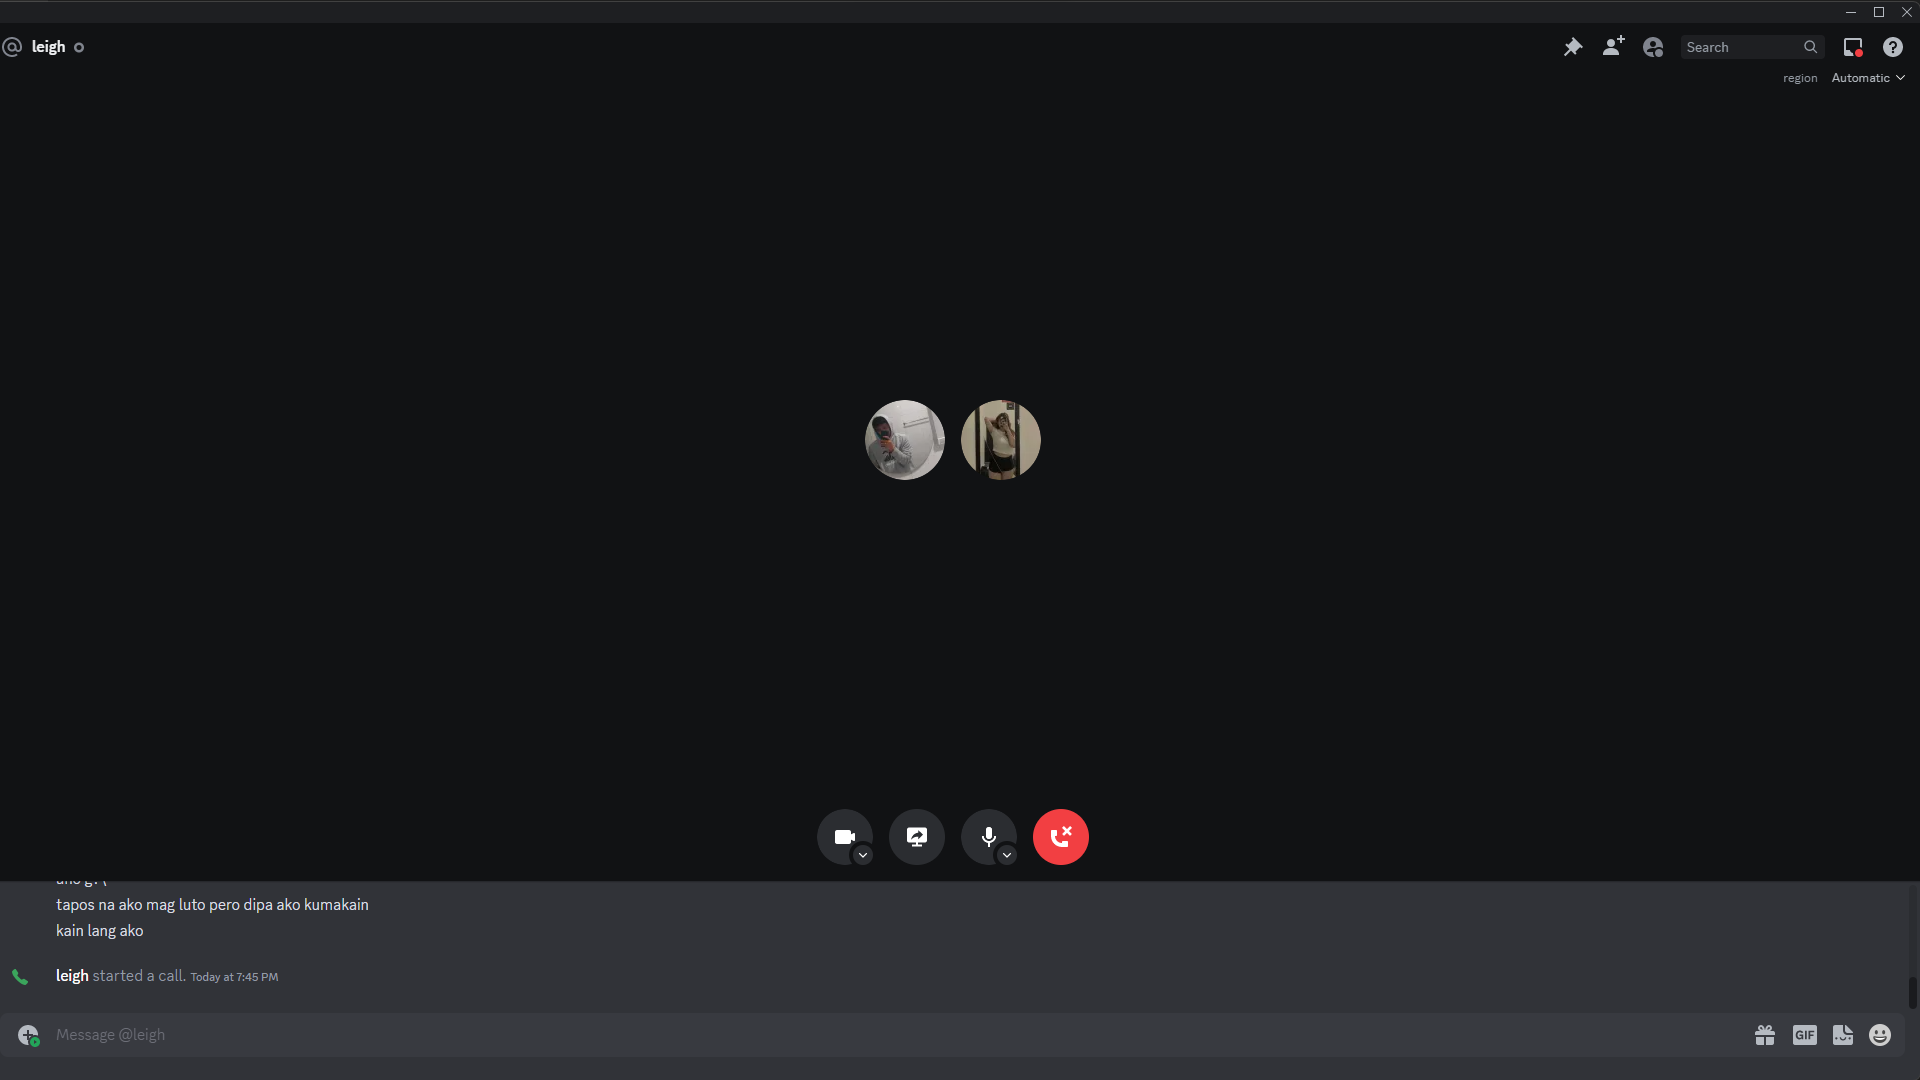 leigh
Search
region Automatic
tapos na ako mag luto pero dipa ako kumakain
kain lang ako
leigh started a call. Today at 7:45 PM
Message @leigh
GIF